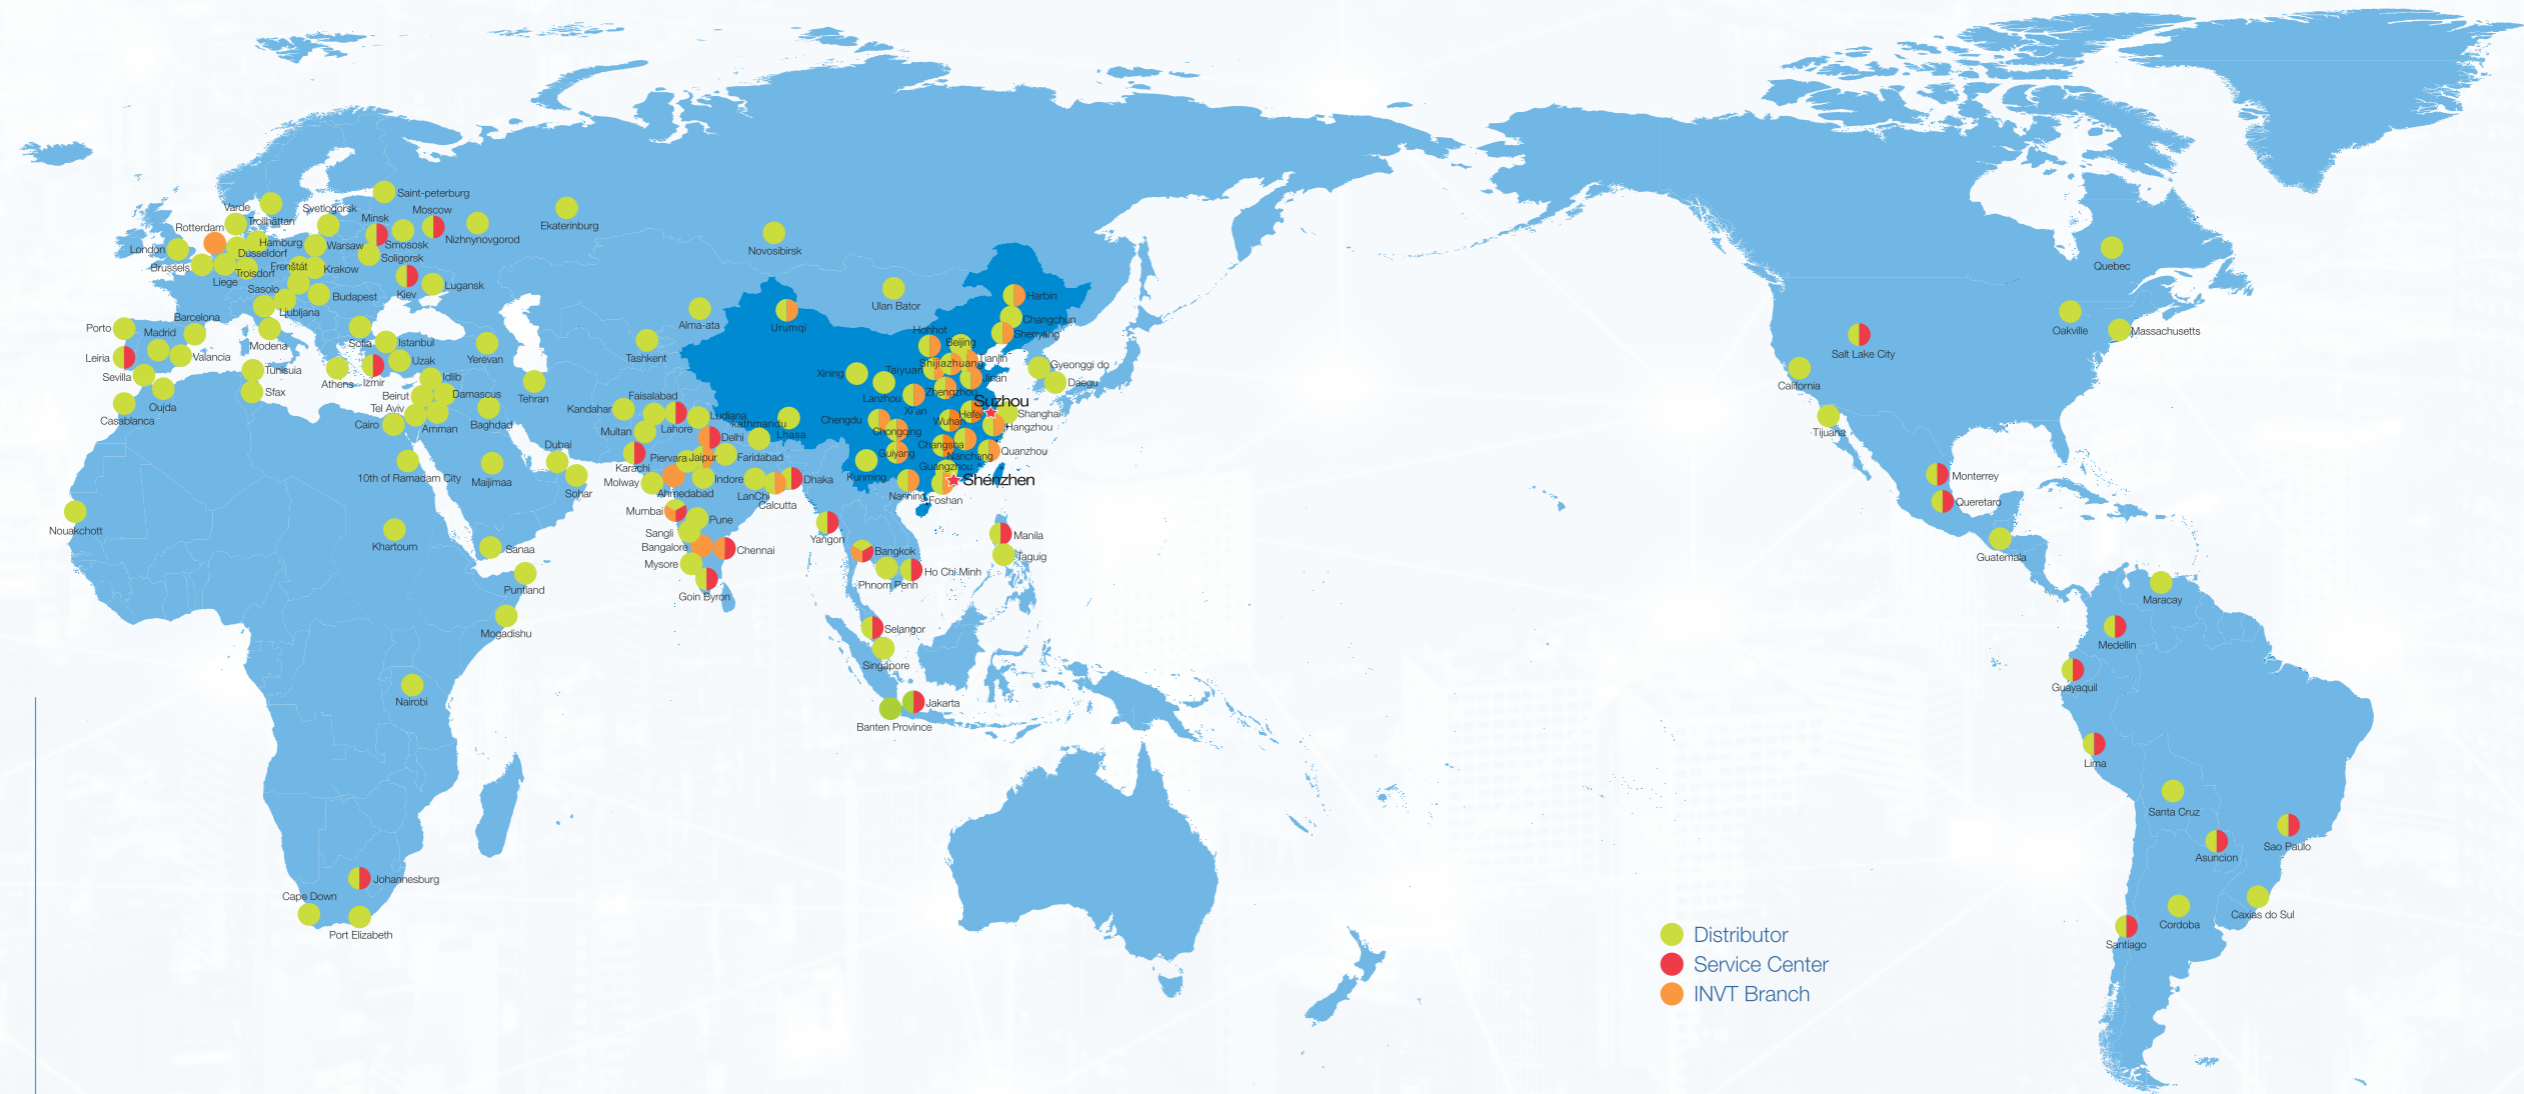 Saint-peterburg
Varde
Trollhattan
Svetlogorsk
Minsk
Moscow
Rotterdam
Hamburg
Warsaw
Smososk
Nizhnynovgorod
Ekaterinburg
London
Dusseldorf
Soligorsk
Brussels
Troisdorf
Frenštát
Krakow
Liege
Sasolo
Budapest
Kiev
Lugansk
Ljubljana
Porto
Madrid
Barcelona
Modena
Sofia
Istanbul
Leiria
Valancia
Uzak
Yerevan
Sevilla
Tunisuia
Athens
Izmir
Idlib
Oujda
Sfax
Beirut
Damascus
Tehran
Casablanca
Tel Aviv
Cairo
Amman
Baghdad
10th of Ramadam City
Maijimaa
Dubai
Sohar
Nouakchott
Khartoum
Sanaa
Puntland
Mogadishu
Nairobi
Johannesburg
Cape Down
Port Elizabeth
Novosibirsk
Alma-ata
Tashkent
Urumqi
Ulan Bator
Harbin
Changchun
Shenyang
Hohhot
Beijing
Tianjin
Shijiazhuang
Taiyuan
Jinan
Gyeonggi do
Daegu
Xining
Lanzhou
Zhengzhou
Xi'an
Suzhou
Hefei
Shanghai
Wuhan
Hangzhou
Chengdu
Chongqing
Lhasa
Changsha
Nanchang
Quanzhou
Guiyang
Guangzhou
Kunming
Shenzhen
Nanning
Foshan
Kandahar
Faisalabad
Lahore
Ludiana
kathmandu
Multan
Delhi
Karachi
Piervara
Jaipur
Faridabad
Molway
Ahmedabad
Indore
LanChi
Dhaka
Calcutta
Mumbai
Pune
Sangli
Bangalore
Chennai
Mysore
Goin Byron
Yangon
Bangkok
Manila
Taguig
Phnom Penh
Ho Chi Minh
Selangor
Singapore
Jakarta
Banten Province
Quebec
Oakville
Massachusetts
Salt Lake City
California
Tijuana
Monterrey
Queretaro
Guatemala
Maracay
Medellin
Guayaquil
Lima
Santa Cruz
Sao Paulo
Asuncion
Caxias do Sul
Cordoba
Santiago
Distributor
Service Center
INVT Branch